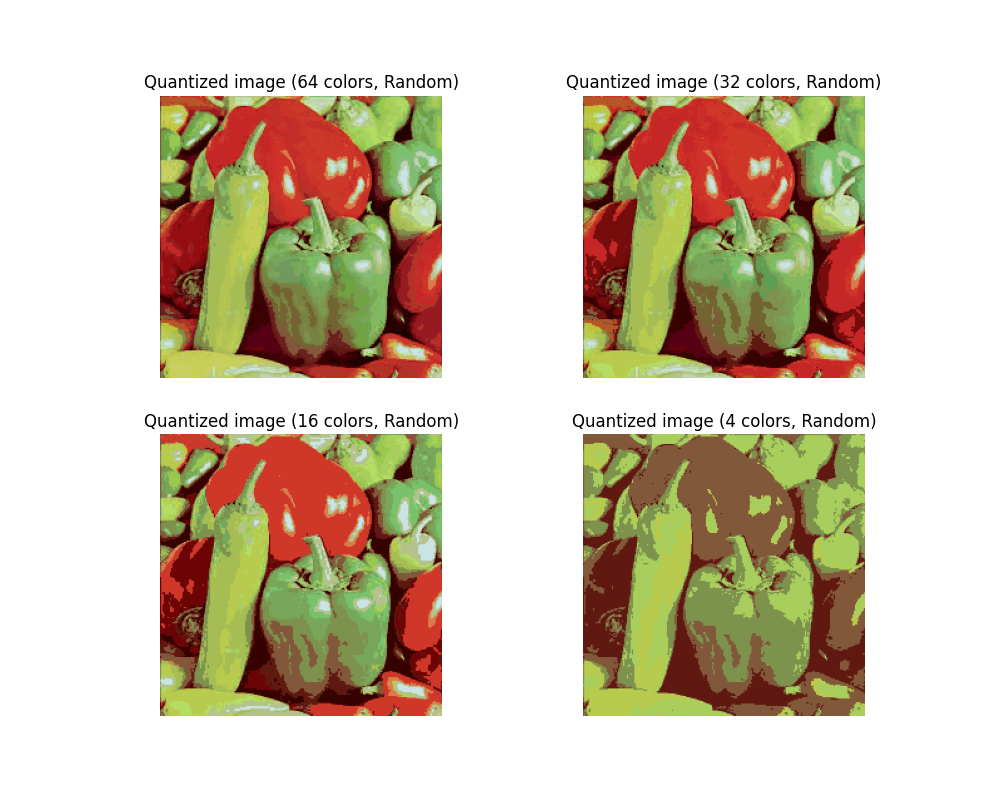 Quantized image (64 colors, Random)
Quantized image (32 colors, Random)
Quantized image (16 colors, Random)
Quantized image (4 colors, Random)